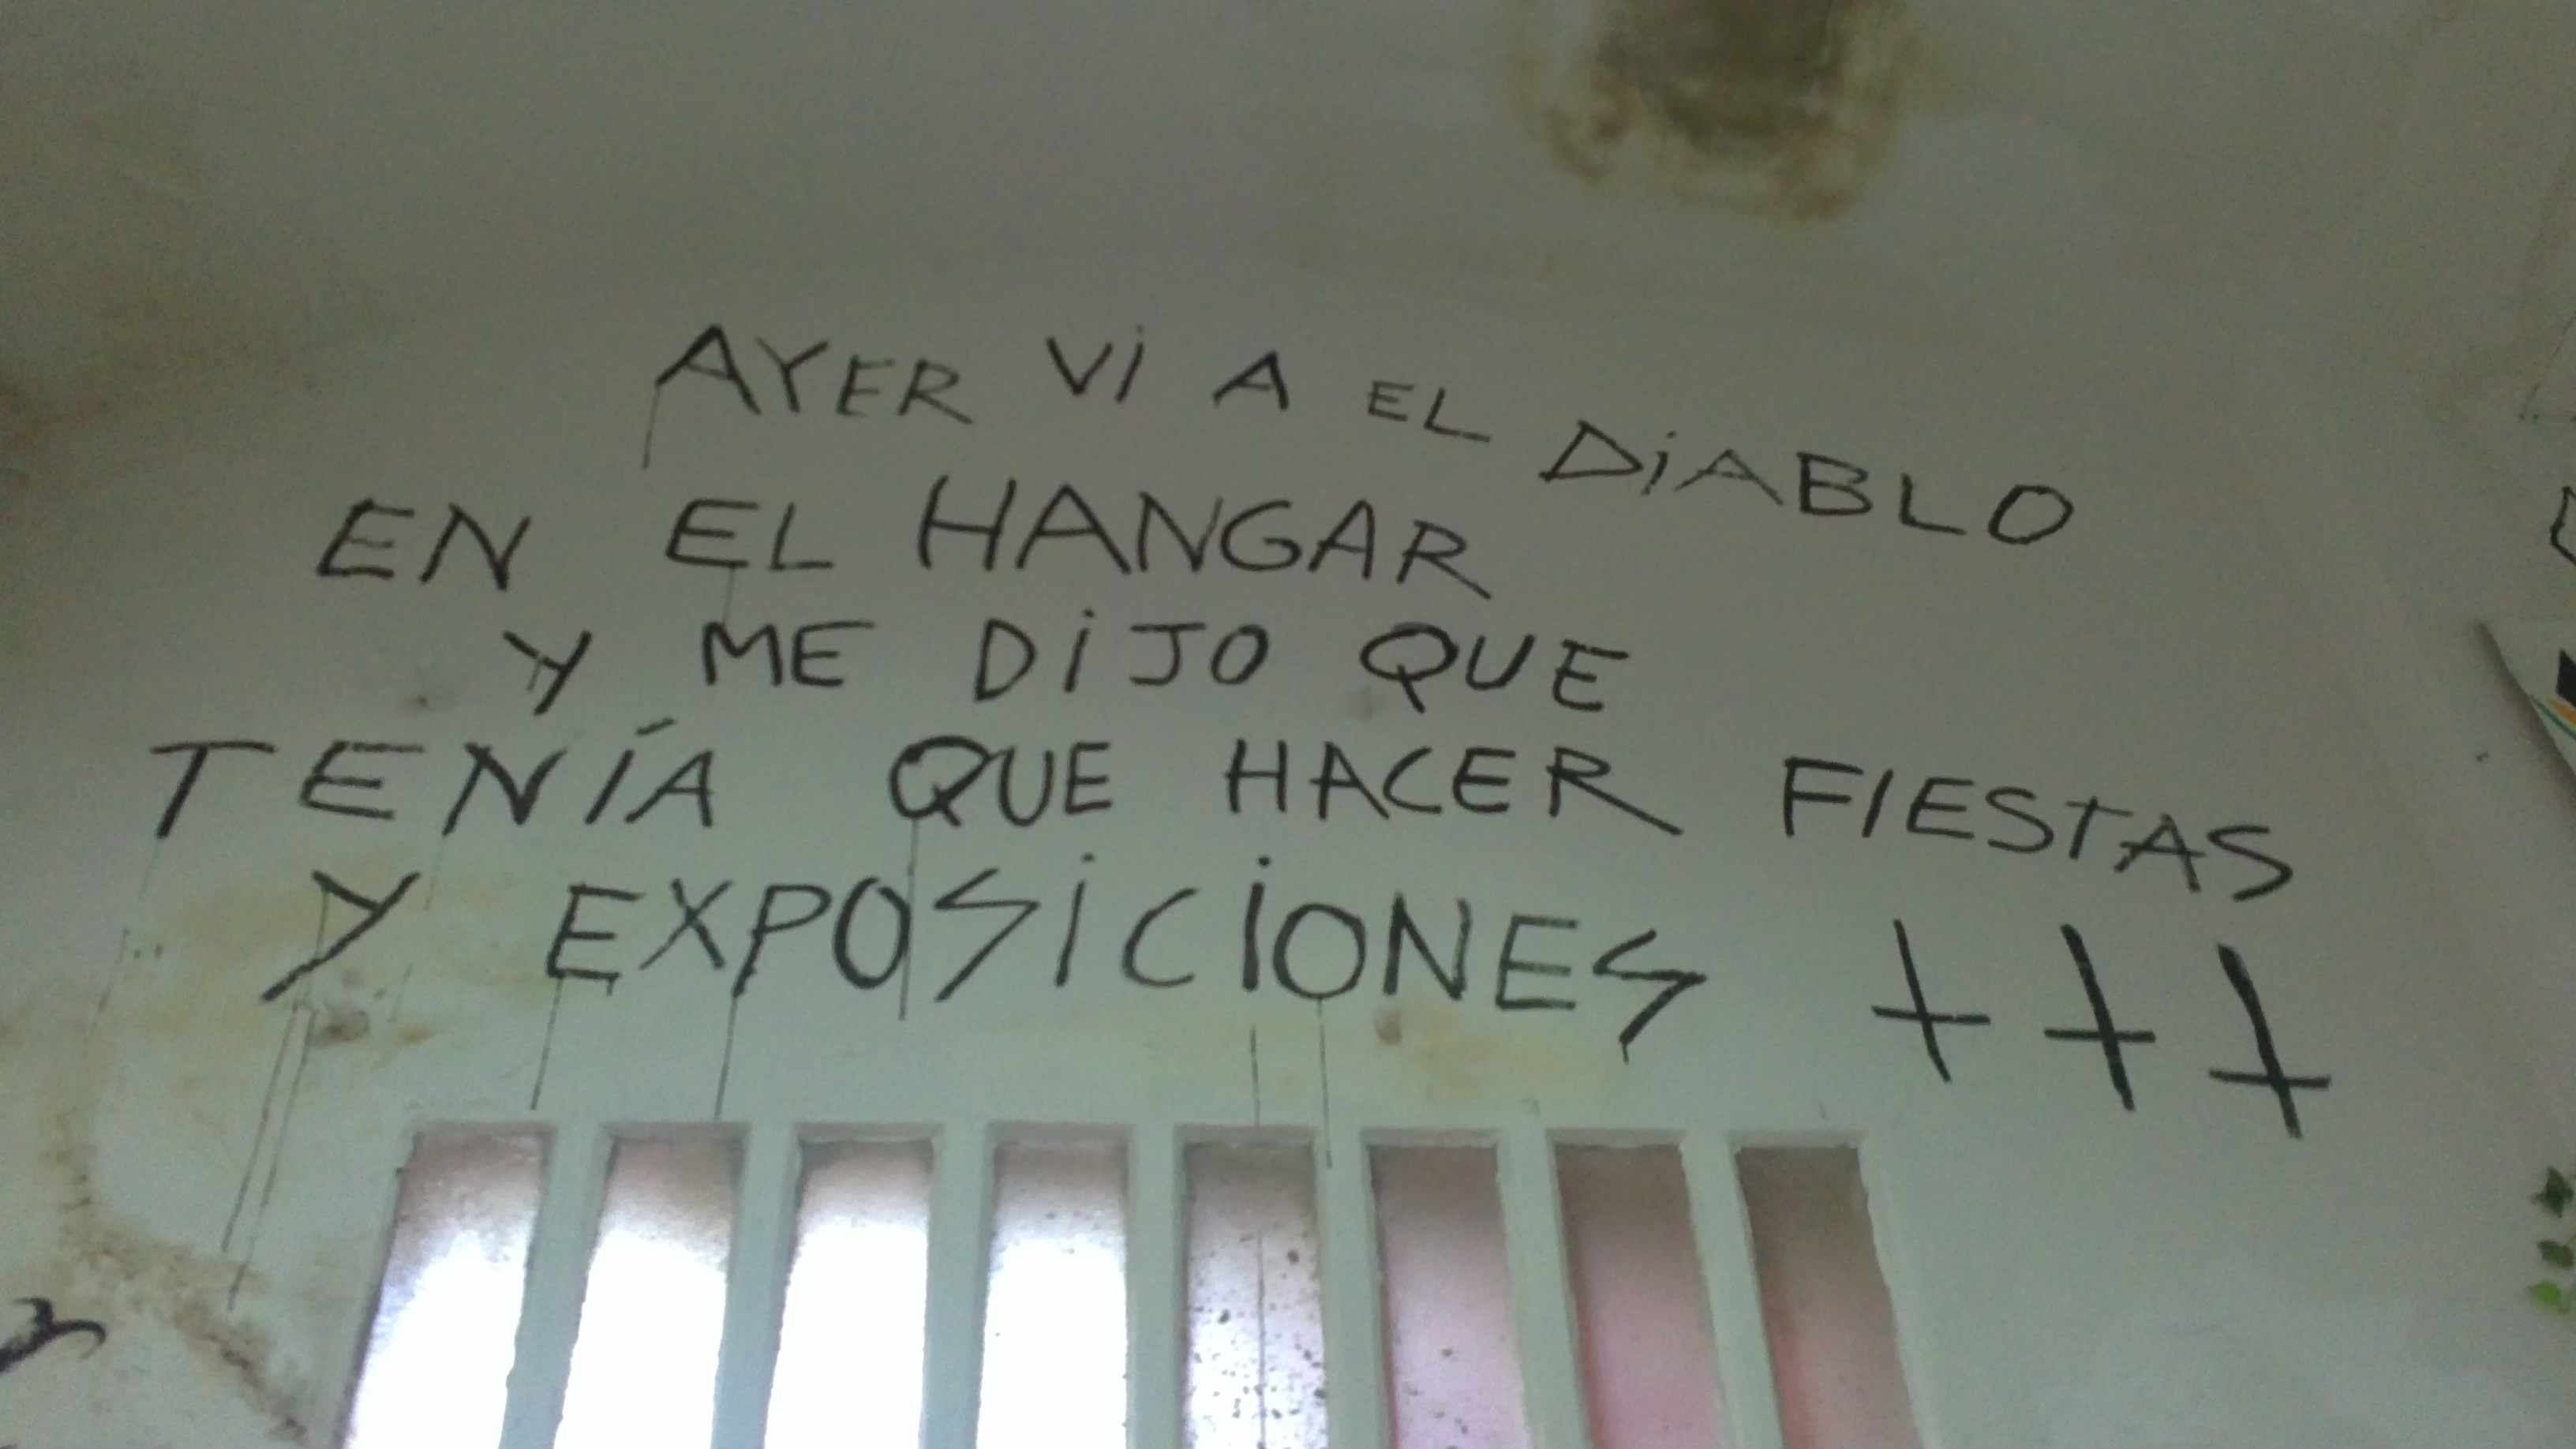 AYER Vi A EL DiABLO
EN EL HANGAR
Y ME DiJO QUE
TENÍA QUE HACER FIESTAS
Y EXPOSiCiONES